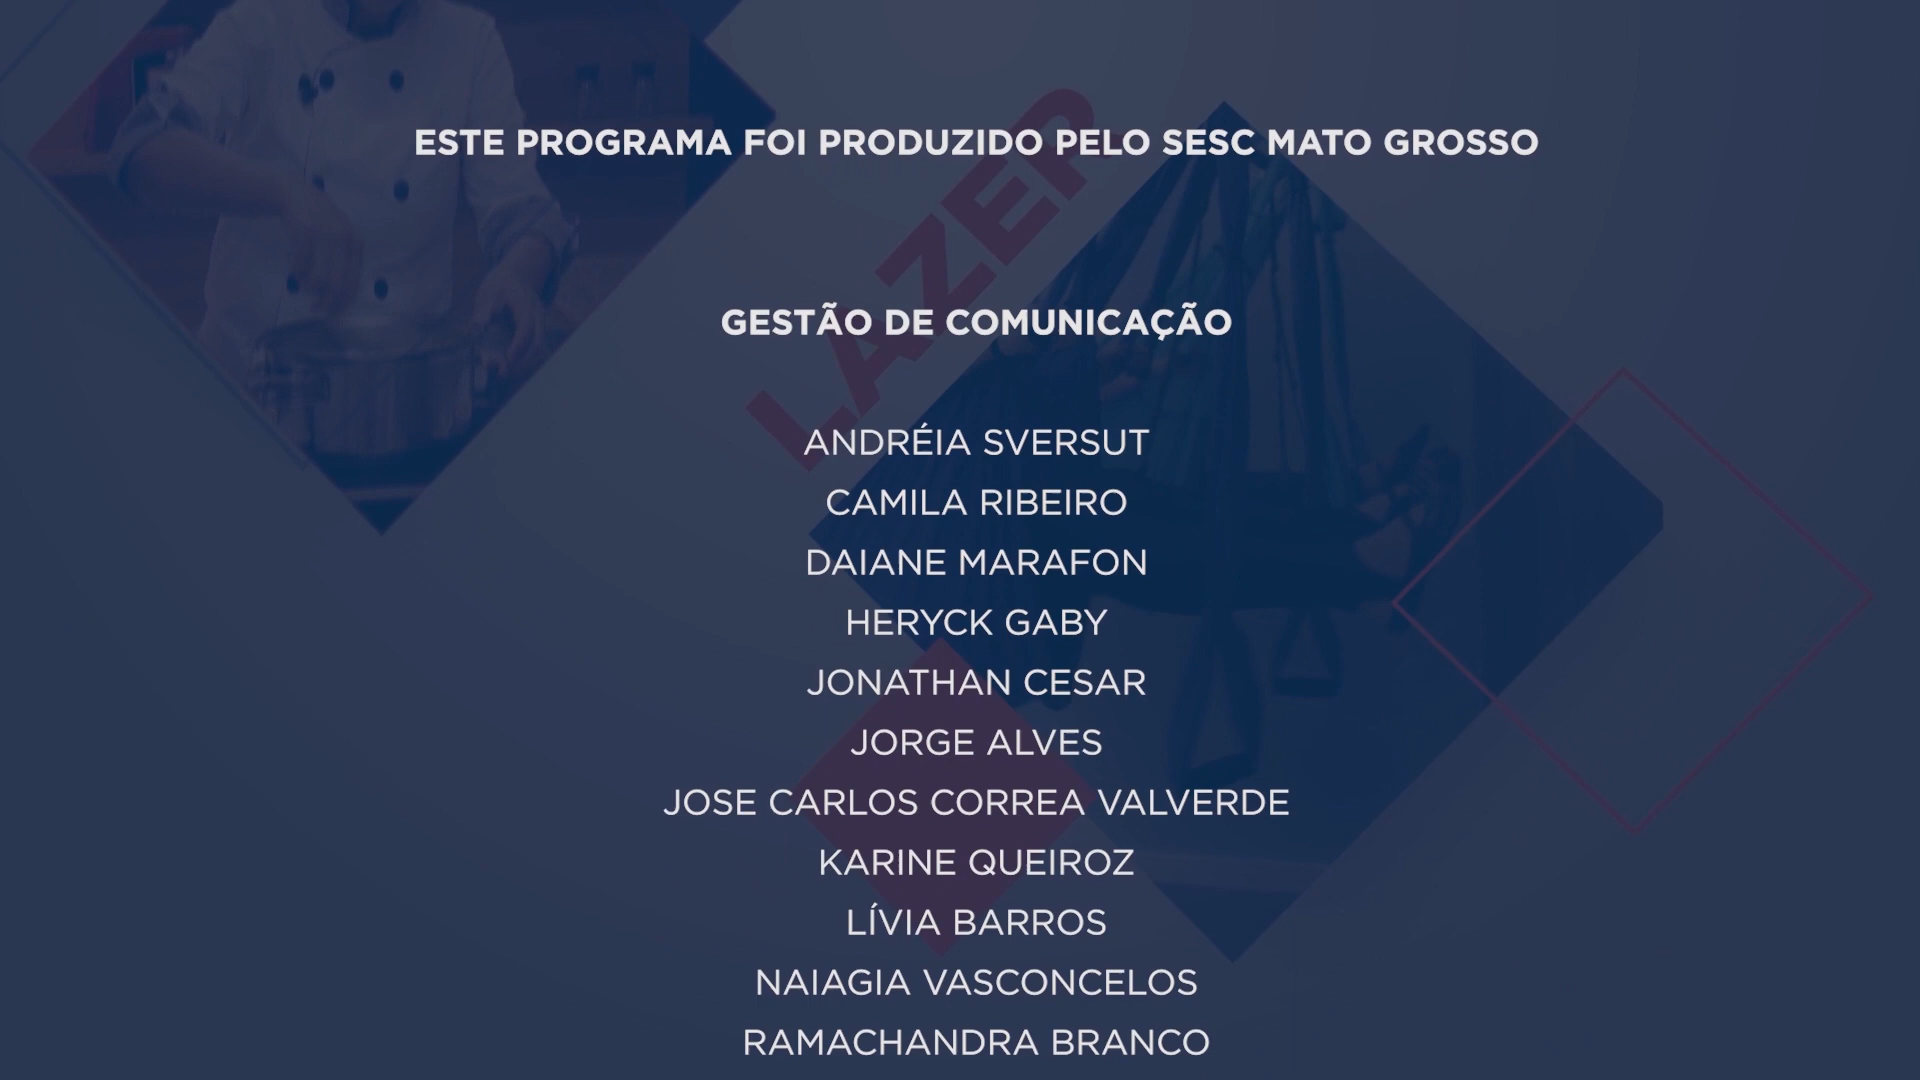 ESTE PROGRAMA FOI PRODUZIDO PELO SESC MATO GROSSO
LAZER
GESTÃO DE COMUNICAÇÃO
ANDRÉIA SVERSUT
CAMILA RIBEIRO
DAIANE MARAFON
HERYCK GABY
JONATHAN CESAR
JORGE ALVES
JOSE CARLOS CORREA VALVERDE
KARINE QUEIROZ
LÍVIA BARROS
NAIAGIA VASCONCELOS
RAMACHANDRA BRANCO